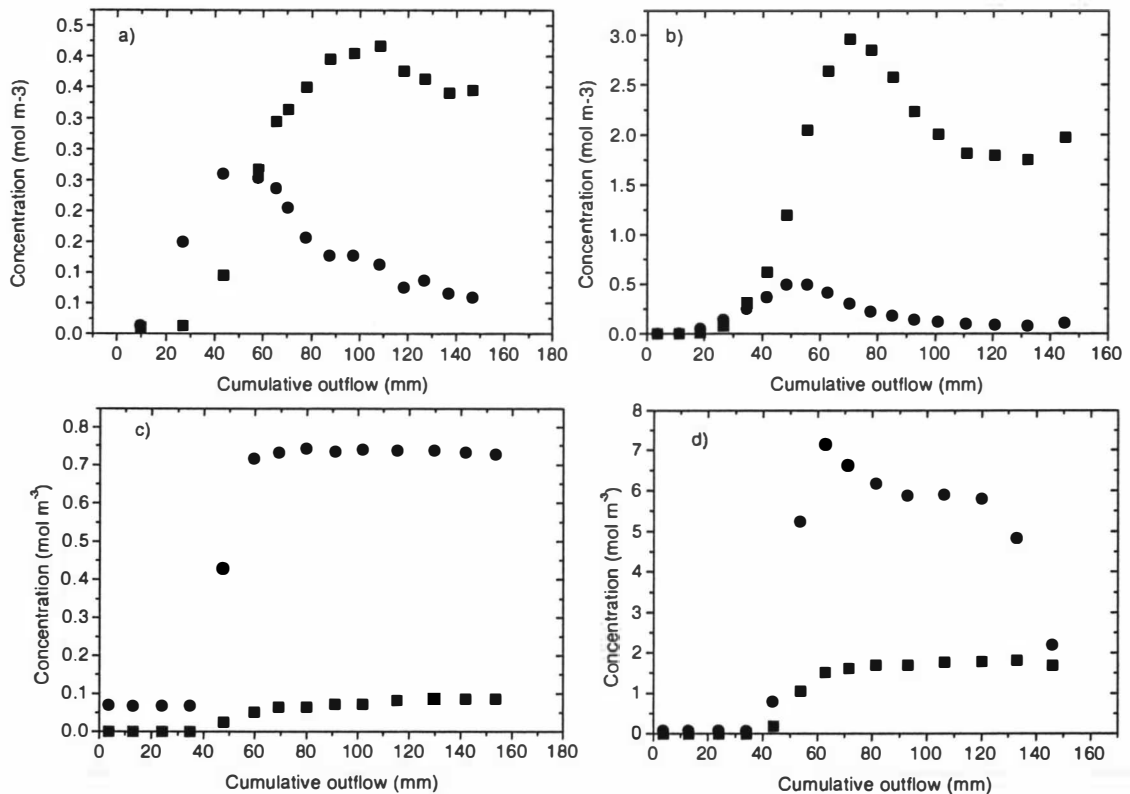 a)
Concentration (mol m-3)
0.5
0.4
0.4
0.3
0.3
0.3
0.2
0.2
0.1
0.1
0.0
0 20 40 60 80 100 120 140 160 180
Cumulative outflow (mm)
b)
Concentration (mol m-3)
3.0
2.5
2.0
1.5
1.0
0.5
0.0
0 20 40 60 80 100 120 140 160
Cumulative outflow (mm)
c)
Concentration (mol m⁻³)
0.8
0.7
0.6
0.5
0.4
0.3
0.2
0.1
0.0
0 20 40 60 80 100 120 140 160 180
Cumulative outflow (mm)
d)
Concentration (mol m⁻³)
8
7
6
5
4
3
2
1
0
0 20 40 60 80 100 120 140 160
Cumulative outflow (mm)